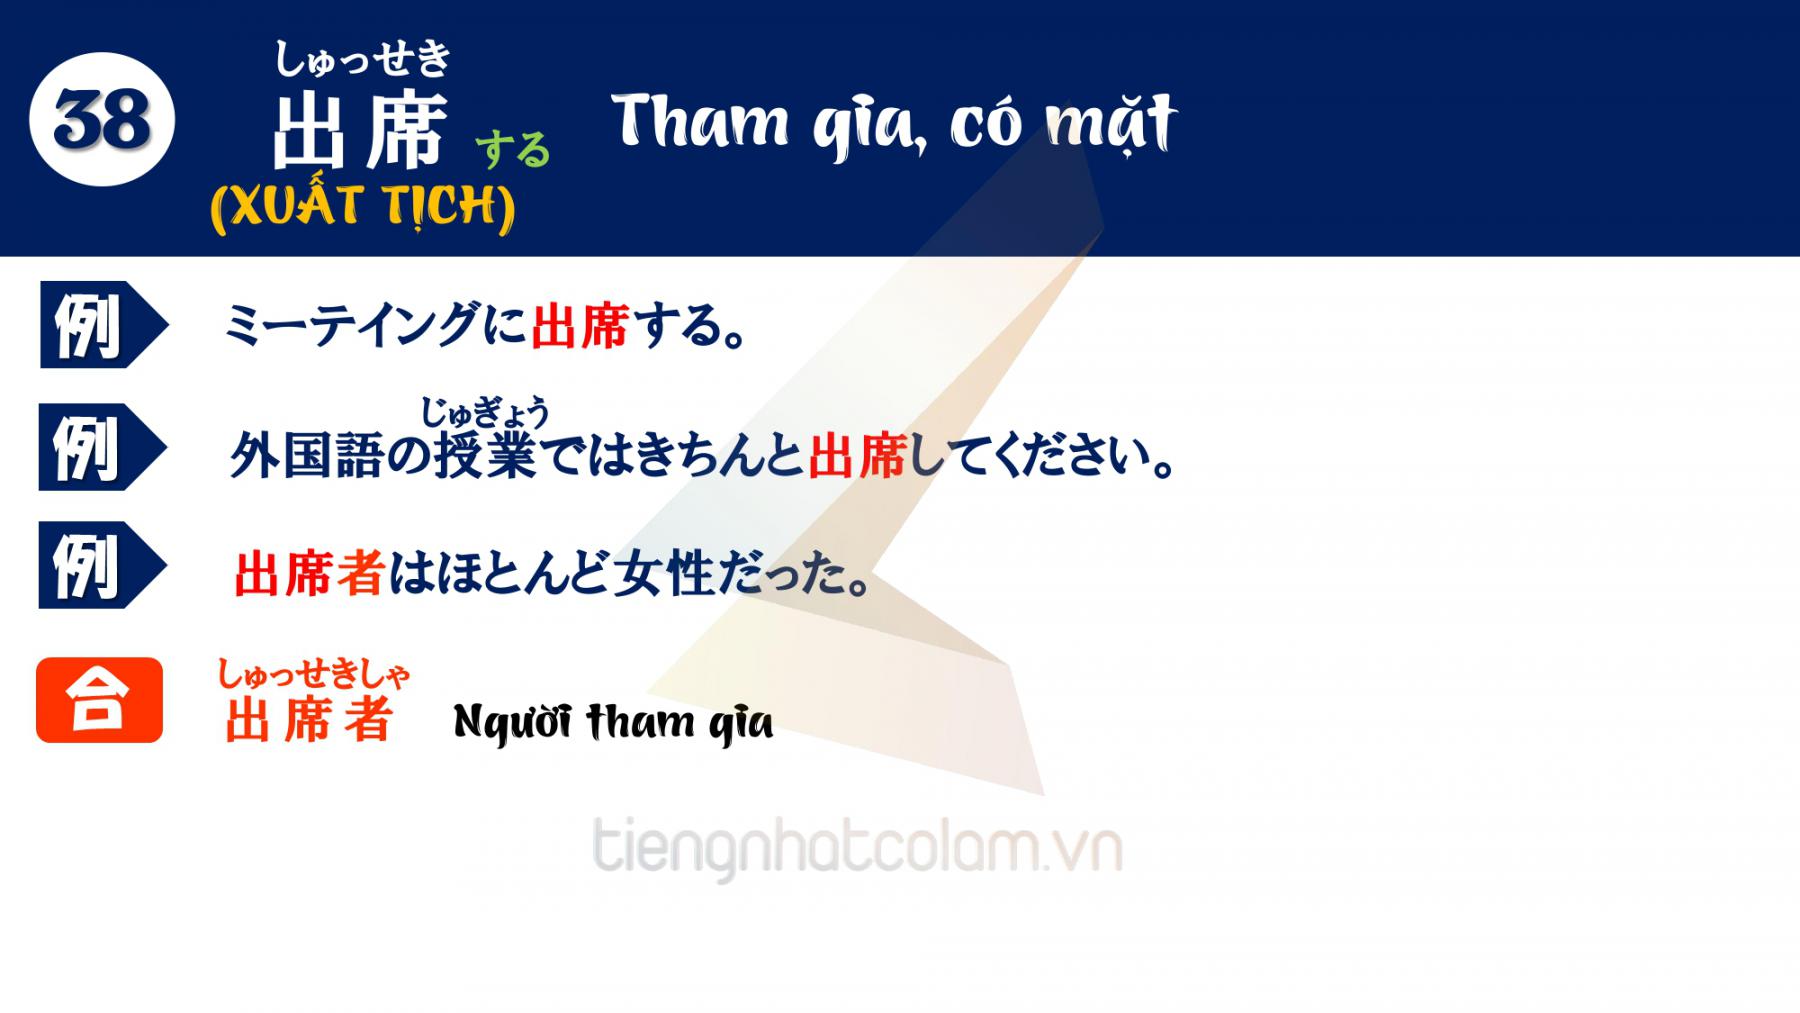 38
しゅっせき
出席 する
(XUẤT TỊCH)
Tham gia, có mặt
例 ミーテイングに出席する。
じゅぎょう
例 外国語の授業ではきちんと出席してください。
例 出席者はほとんど女性だった。
しゅっせきしゃ
合 出席者 Người tham gia
tiengnhatcolam.vn